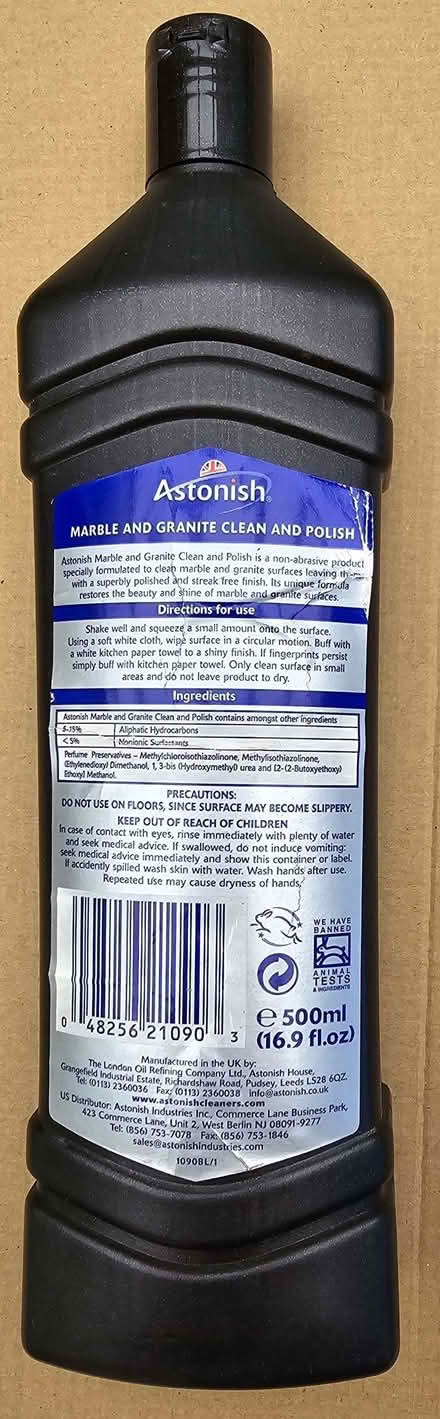 Astonish®
MARBLE AND GRANITE CLEAN AND POLISH
Astonish Marble and Granite Clean and Polish is a non-abrasive product
specially formulated to clean marble and granite surfaces leaving them
with a superbly polished and streak free finish. Its unique formula
restores the beauty and shine of marble and granite surfaces.
Directions for use
Shake well and squeeze a small amount onto the surface.
Using a soft white cloth, wipe surface in a circular motion. Buff with
a white kitchen paper towel to a shiny finish. If fingerprints persist
simply buff with kitchen paper towel. Only clean surface in small
areas and do not leave product to dry.
Ingredients
Astonish Marble and Granite Clean and Polish contains amongst other ingredients
5-15% Aliphatic Hydrocarbons
< 5% Nonionic Surfactants
Perfume Preservatives – Methylchloroisothiazolinone, Methylisothiazolinone,
(Ethylenedioxy) Dimethanol, 1, 3-bis (Hydroxymethyl) urea and [2-(2-Butoxyethoxy)
Ethoxy] Methanol.
PRECAUTIONS:
DO NOT USE ON FLOORS, SINCE SURFACE MAY BECOME SLIPPERY.
KEEP OUT OF REACH OF CHILDREN
In case of contact with eyes, rinse immediately with plenty of water
and seek medical advice. If swallowed, do not induce vomiting:
seek medical advice immediately and show this container or label.
If accidently spilled wash skin with water. Wash hands after use.
Repeated use may cause dryness of hands.
WE HAVE
BANNED
ANIMAL
TESTS
& INGREDIENTS
0 48256 21090 3
℮ 500ml
(16.9 fl.oz)
Manufactured in the UK by:
The London Oil Refining Company Ltd., Astonish House,
Grangefield Industrial Estate, Richardshaw Road, Pudsey, Leeds LS28 6QZ.
Tel: (0113) 2360036 Fax: (0113) 2360038 info@astonish.co.uk
www.astonishcleaners.com
US Distributor: Astonish Industries Inc., Commerce Lane Business Park,
423 Commerce Lane, Unit 2, West Berlin NJ 08091-9277
Tel: (856) 753-7078 Fax: (856) 753-1846
sales@astonishindustries.com
1090BL/1